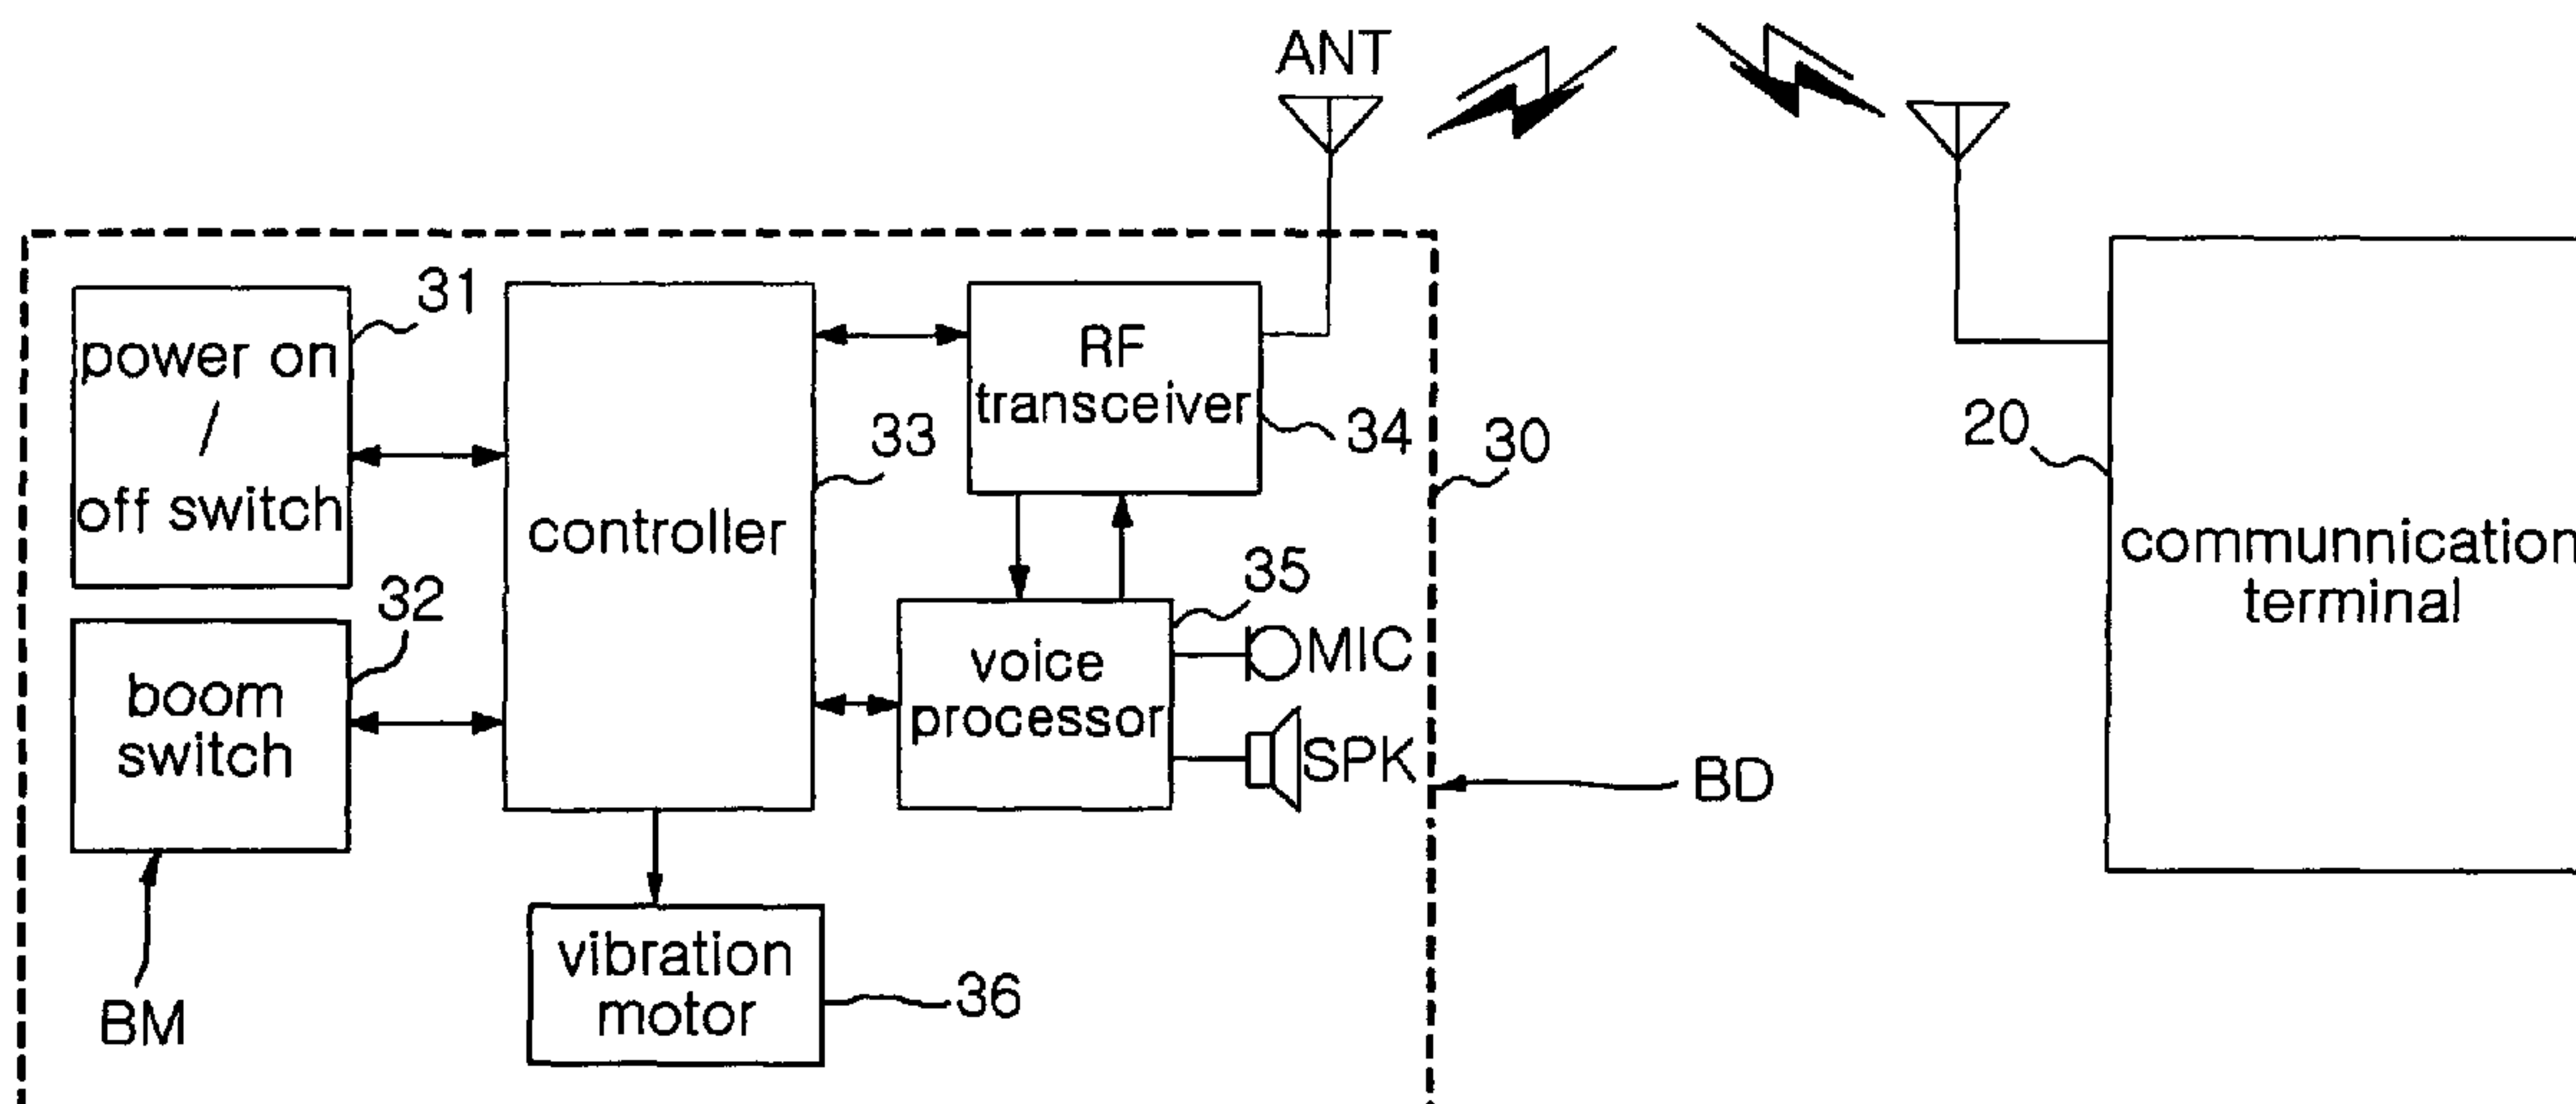 ANT
31
power on
/
off switch
32
boom
switch
BM
controller
33
RF
transceiver
34
30
35
voice
processor
MIC
SPK
BD
vibration
motor
36
20
communnication
terminal